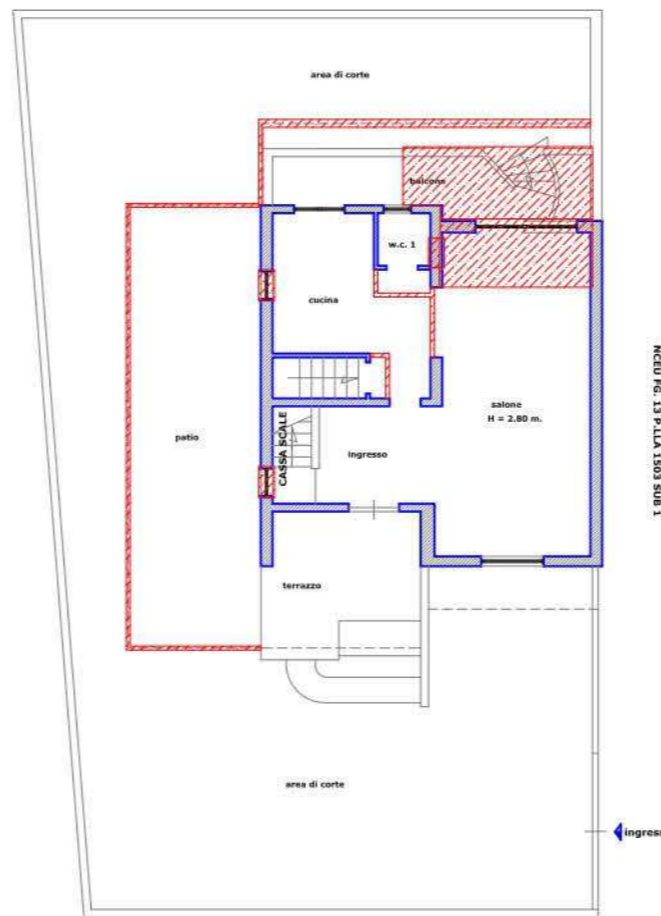 area di corte
balcone
w.c. 1
cucina
salone
H = 2.80 m.
CASSA SCALE
ingresso
patio
terrazzo
area di corte
ingress
NCEU FG. 13 P.LLA 1503 SUB 1